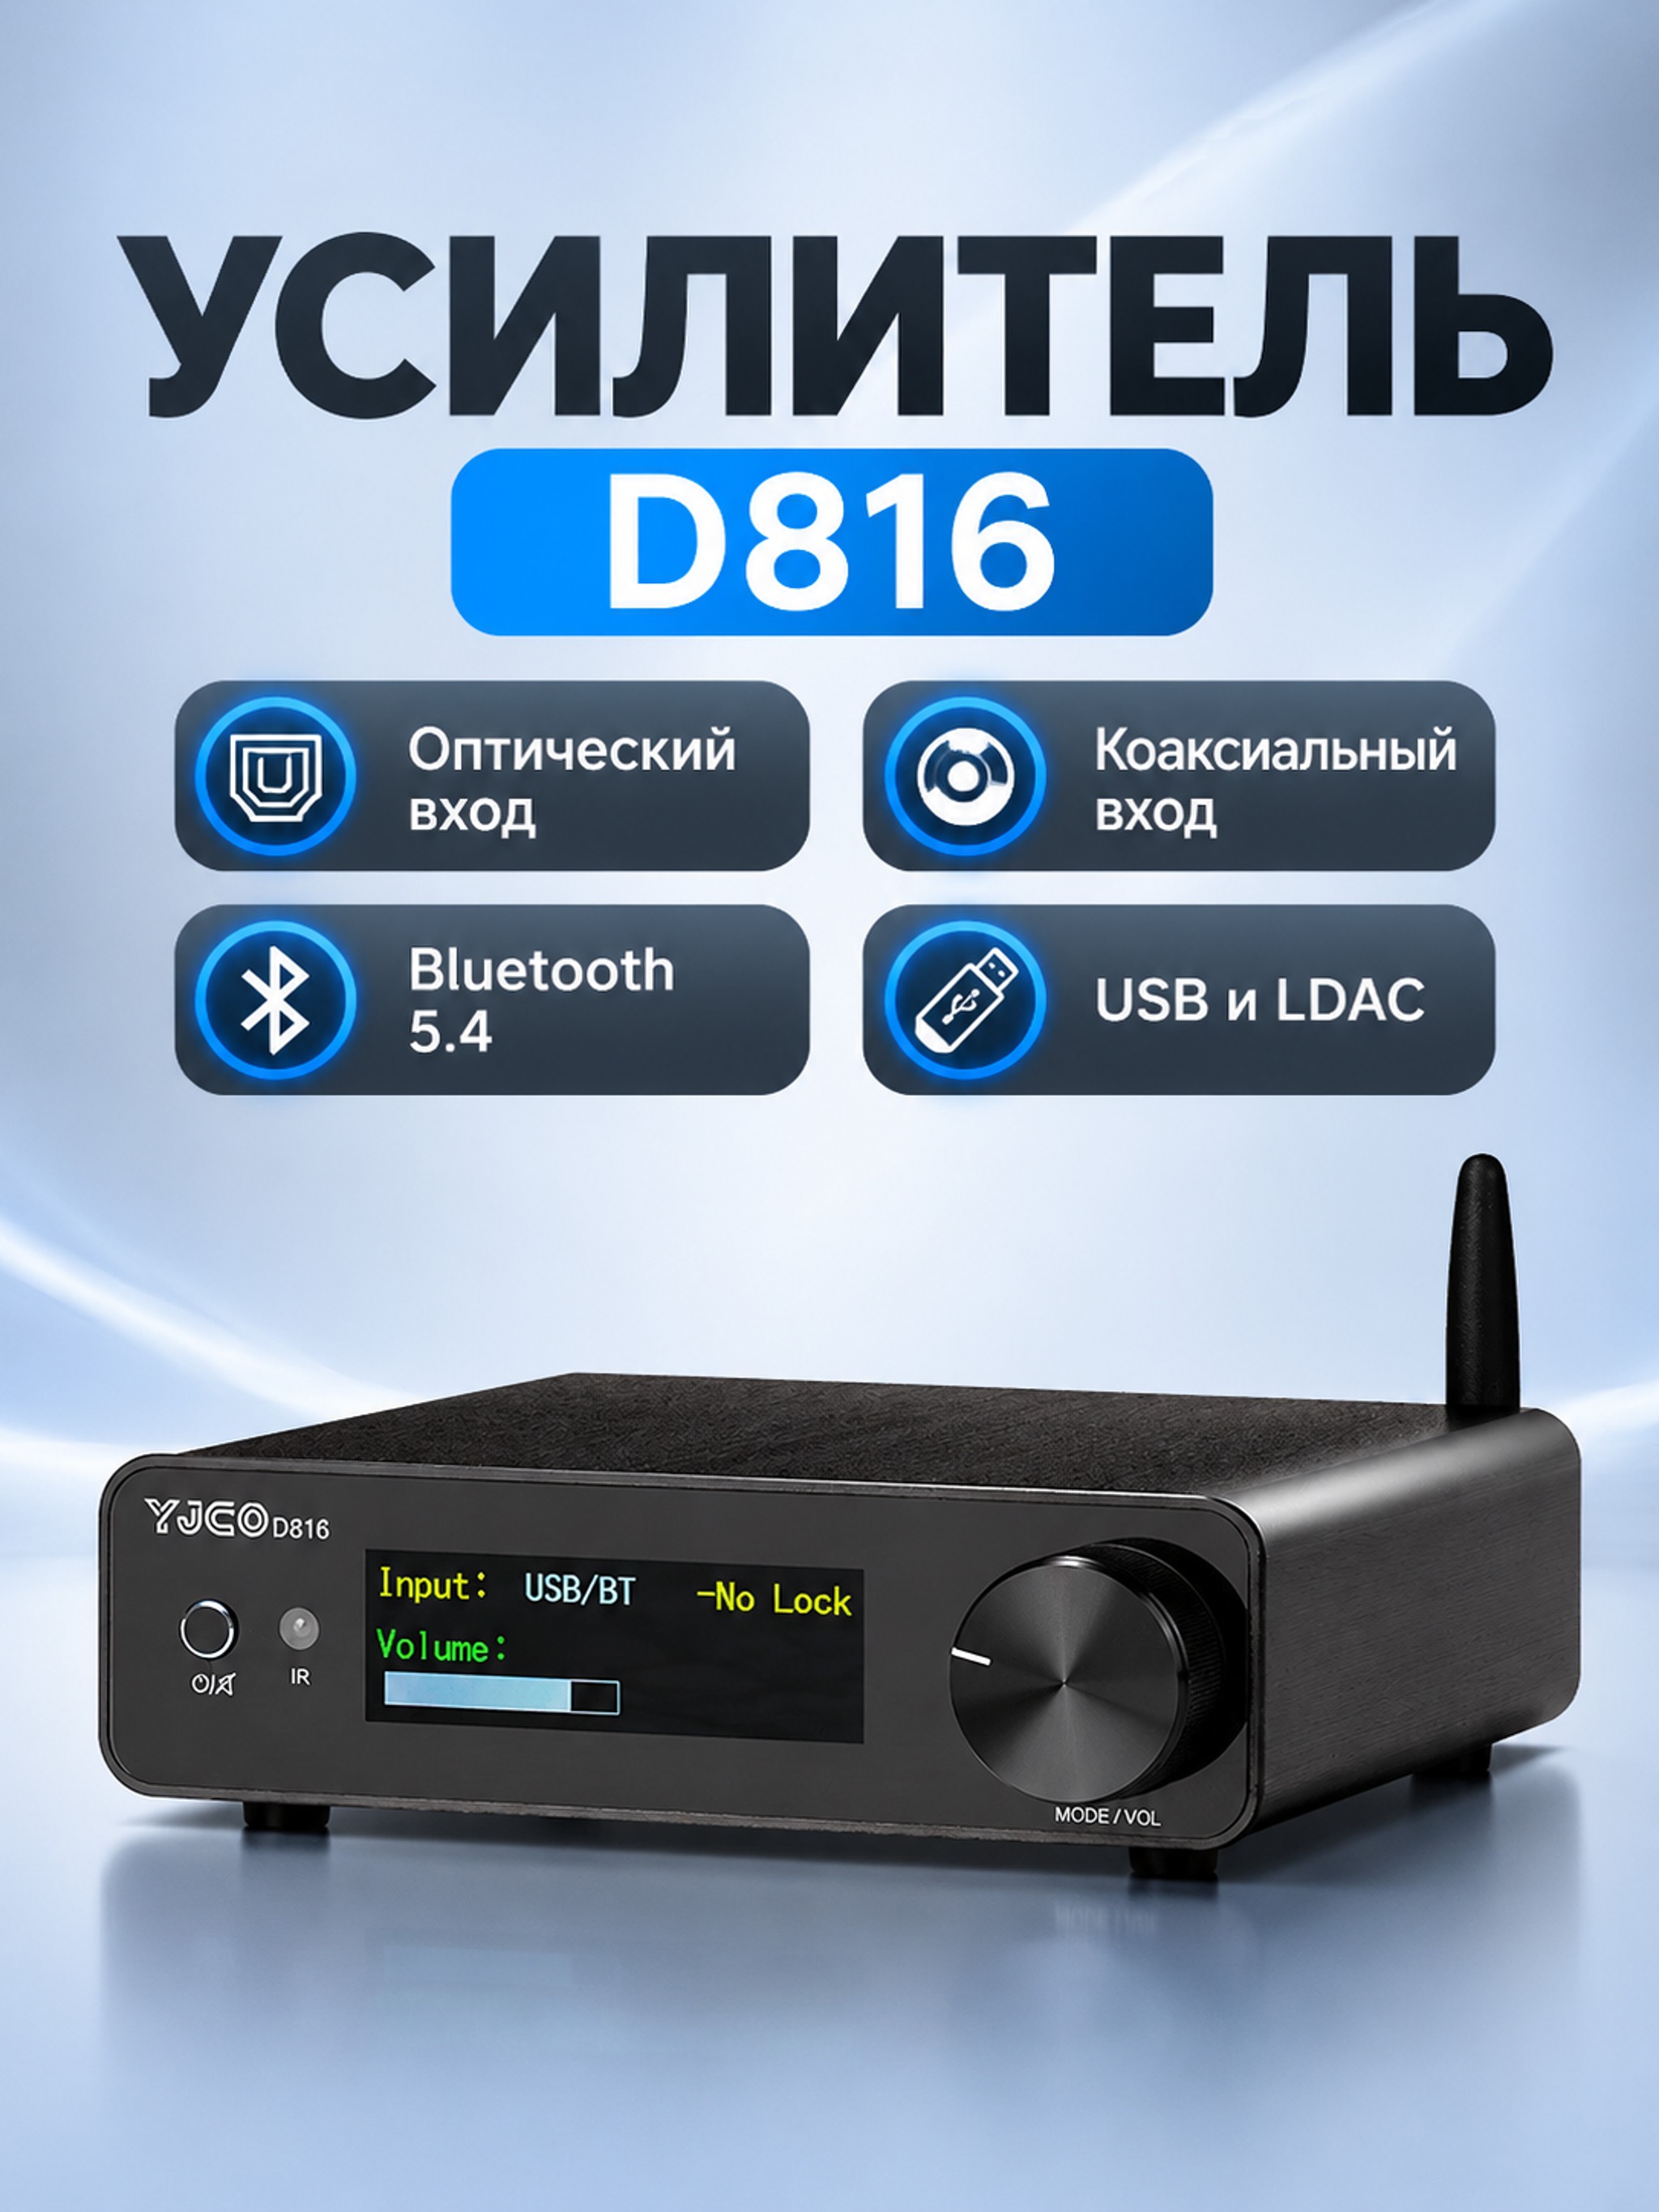 УСИЛИТЕЛЬ
D816
Оптический
вход
Коаксиальный
вход
Bluetooth
5.4
USB и LDAC
YJCO D816
Input: USB/BT -No Lock
Volume:
IR
MODE/VOL